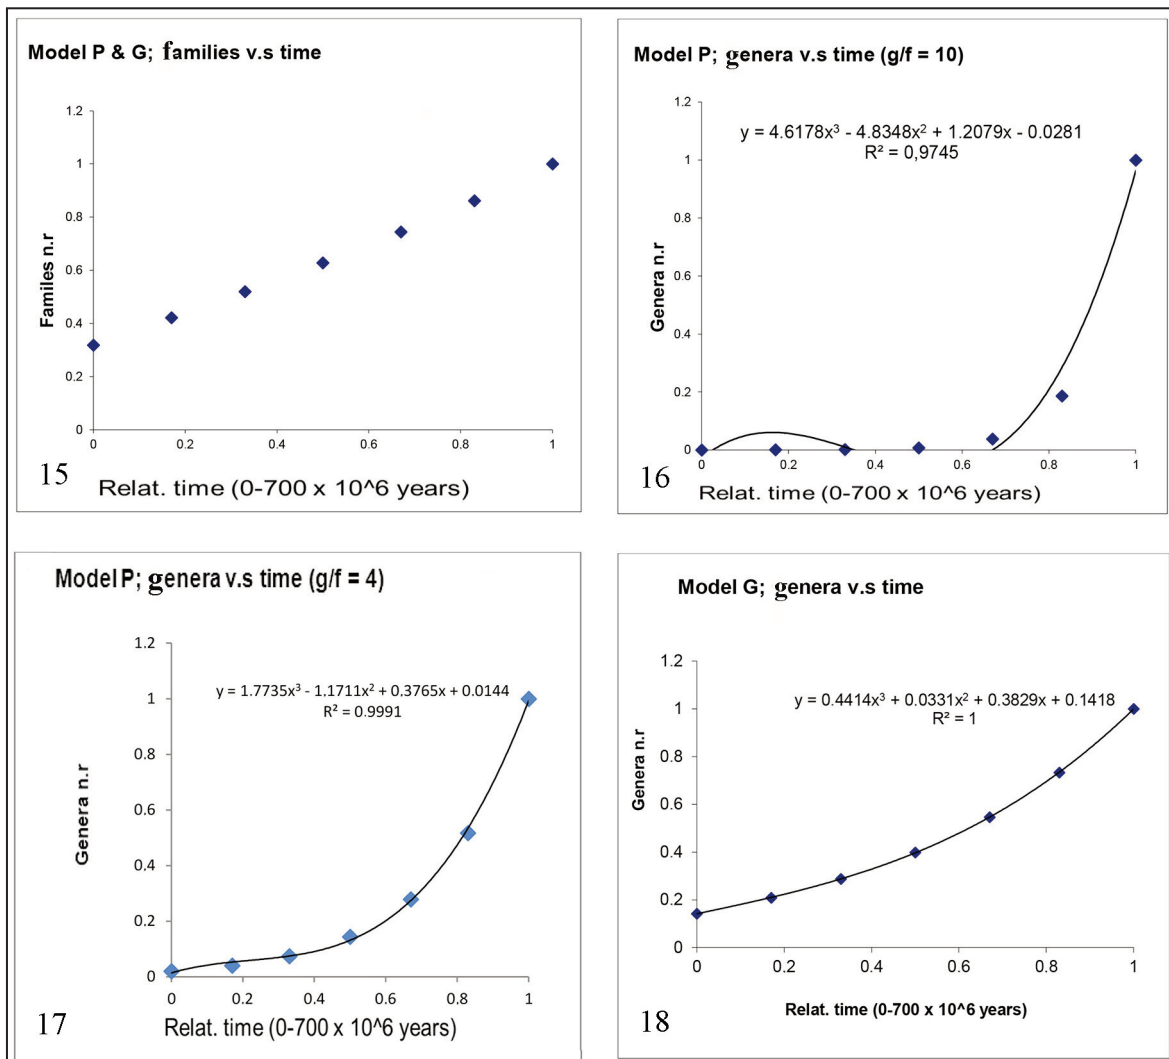 Model P & G; families v.s time
1.2
1
0.8
0.6
0.4
0.2
0
Familes n.r
0 0.2 0.4 0.6 0.8 1
15
Relat. time (0-700 x 10^6 years)
Model P; genera v.s time (g/f = 10)
y = 4.6178x³ - 4.8348x² + 1.2079x - 0.0281
R² = 0,9745
1.2
1
0.8
0.6
0.4
0.2
0
Genera n.r
0 0.2 0.4 0.6 0.8 1
16
Relat. time (0-700 x 10^6 years)
Model P; genera v.s time (g/f = 4)
y = 1.7735x³ - 1,1711x² + 0.3765x + 0.0144
R² = 0.9991
1.2
1
0.8
0.6
0.4
0.2
0
Genera n.r
0 0.2 0.4 0.6 0.8 1
17
Relat. time (0-700 x 10^6 years)
Model G; genera v.s time
y = 0.4414x³ + 0.0331x² + 0.3829x + 0.1418
R² = 1
1.2
1
0.8
0.6
0.4
0.2
0
Genera n.r
0 0.2 0.4 0.6 0.8 1
Relat. time (0-700 x 10^6 years)
18